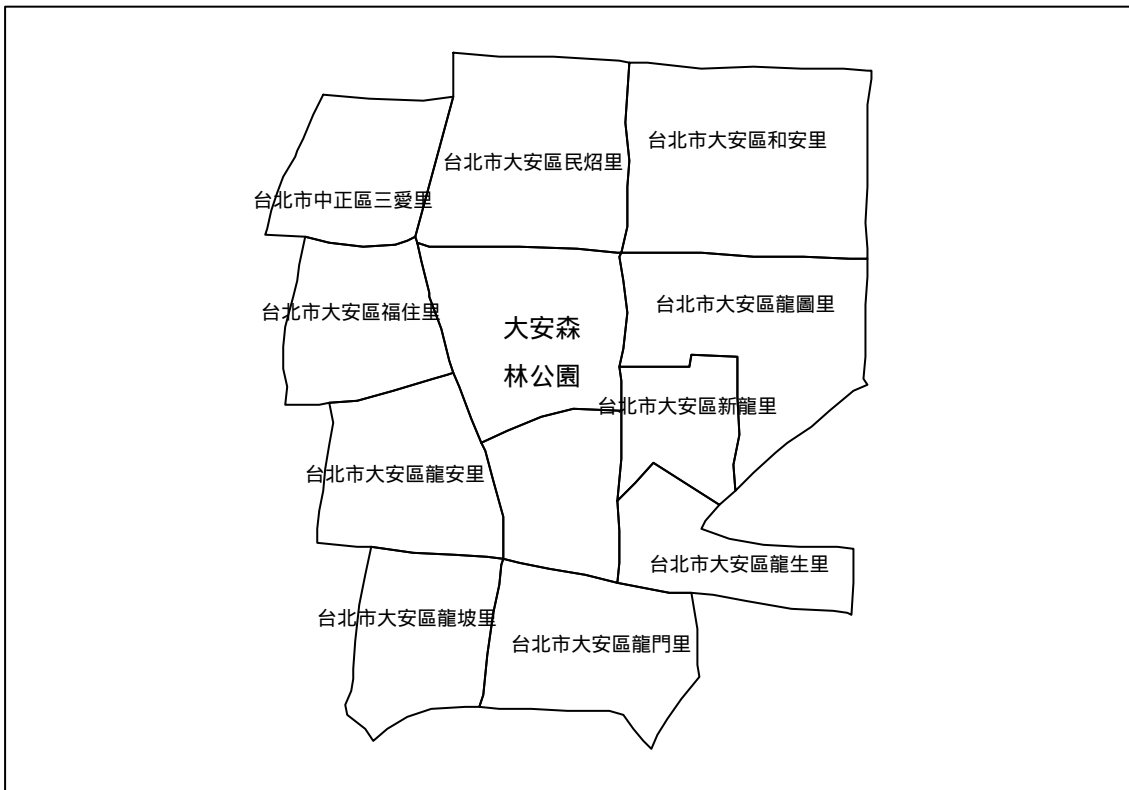 台北市大安區和安里
台北市大安區民炤里
台北市中正區三愛里
台北市大安區龍圖里
台北市大安區福住里
大安森
林公園
台北市大安區新龍里
台北市大安區龍安里
台北市大安區龍生里
台北市大安區龍坡里
台北市大安區龍門里